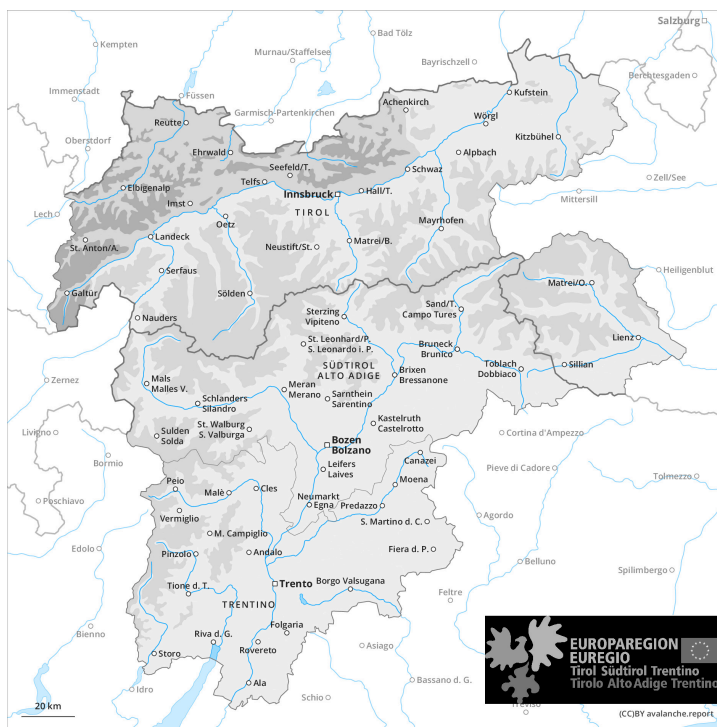 Salzburg
Kempten
Bad Tölz
Murnau/Staffelsee
Bayrischzell
Berchtesgaden
Immenstadt
Füssen
Garmisch-Partenkirchen
Achenkirch
Kufstein
Reutte
Wörgl
Oberstdorf
Ehrwald
Kitzbühel
Alpbach
Seefeld/T.
Telfs
Schwaz
Zell/See
Elbigenalp
Innsbruck
Hall/T.
Mittersill
Imst
Lech
TIROL
Oetz
Mayrhofen
Landeck
St. Anton/A.
Neustift/St.
Matrei/B.
Serfaus
Heiligenblut
Galtür
Sölden
Matrei/O.
Nauders
Sterzing
Vipiteno
Sand/T.
Campo Tures
Lienz
St. Leonhard/P.
S. Leonardo i. P.
Bruneck
Brunico
SÜDTIROL
ALTO ADIGE
Toblach
Dobbiaco
Sillian
Zernez
Mals
Malles V.
Brixen
Bressanone
Meran
Merano
Sarnthein
Sarentino
Schlanders
Silandro
St. Walburg
S. Valburga
Kastelruth
Castelrotto
Livigno
Sulden
Solda
Cortina d'Ampezzo
Bozen
Bolzano
Bormio
Canazei
Pieve di Cadore
Leifers
Laives
Tolmezzo
Peio
Malè
Cles
Moena
Poschiavo
Neumarkt
Egna
Predazzo
Vermiglio
Agordo
S. Martino d. C.
M. Campiglio
Edolo
Pinzolo
Andalo
Fiera d. P.
Belluno
Spilimbergo
Trento
Borgo Valsugana
Tione d. T.
Feltre
TRENTINO
Folgaria
Bienno
Riva d. G.
Rovereto
Asiago
Storo
Ala
Bassano d. G.
Idro
Schio
Treviso
EUROPAREGION
EUREGIO
Tirol Südtirol Trentino
Tirolo Alto Adige Trentino
20 km
(CC)BY avalanche.report